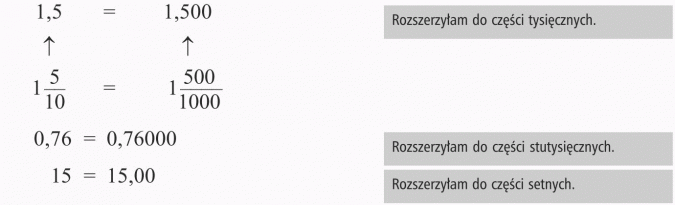 1,5 = 1,500 Rozszerzyłam do części tysięcznych.
↑ ↑
1 5/10 = 1 500/1000
0,76 = 0,76000 Rozszerzyłam do części stutysięcznych.
15 = 15,00 Rozszerzyłam do części setnych.